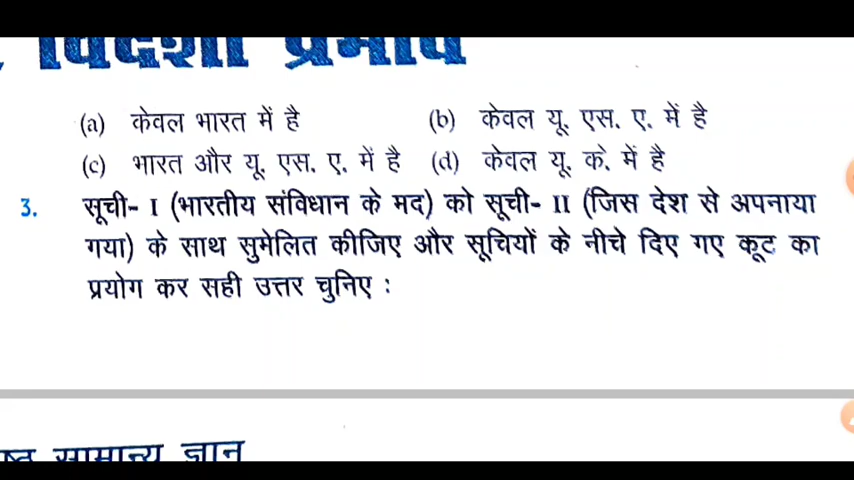 विदेशी प्रभाव
(a) केवल भारत में है (b) केवल यू. एस. ए. में है
(c) भारत और यू. एस. ए. में है (d) केवल यू. के. में है
3. सूची- I (भारतीय संविधान के मद) को सूची- II (जिस देश से अपनाया
गया) के साथ सुमेलित कीजिए और सूचियों के नीचे दिए गए कूट का
प्रयोग कर सही उत्तर चुनिए :
सामान्य ज्ञान